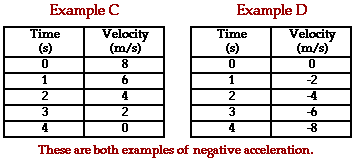 Example C Example D
Time Velocity Time Velocity
(s) (m/s) (s) (m/s)
0 8 0 0
1 6 1 -2
2 4 2 -4
3 2 3 -6
4 0 4 -8
These are both examples of negative acceleration.